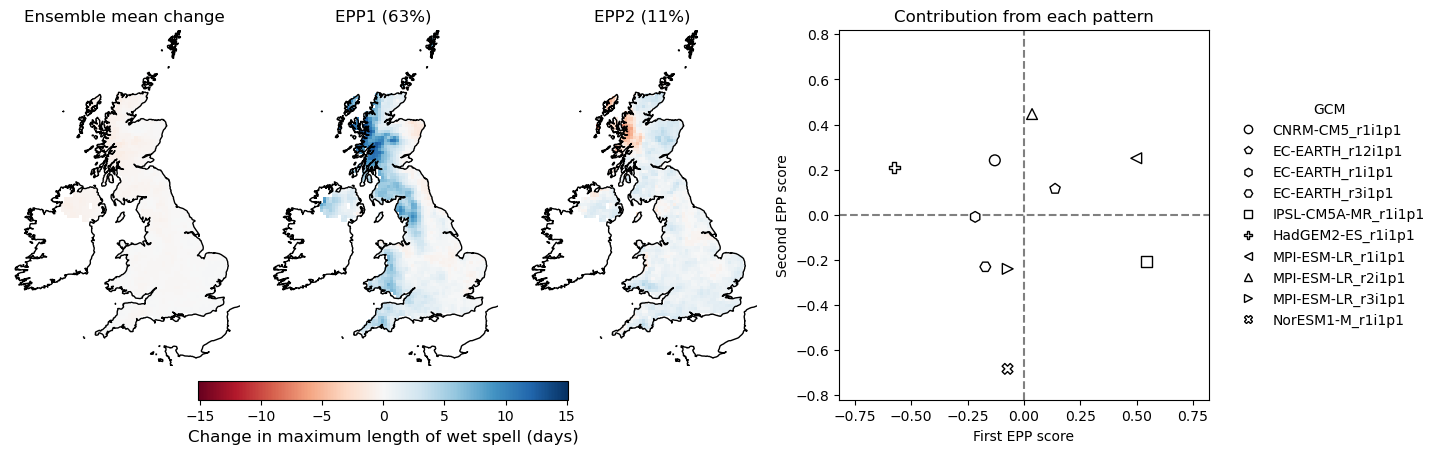 Ensemble mean change
EPP1 (63%)
EPP2 (11%)
−15
−10
−5
0
5
10
15
Change in maximum length of wet spell (days)
Contribution from each pattern
Second EPP score
0.8
0.6
0.4
0.2
0.0
−0.2
−0.4
−0.6
−0.8
−0.75
−0.50
−0.25
0.00
0.25
0.50
0.75
First EPP score
GCM
CNRM-CM5_r1i1p1
EC-EARTH_r12i1p1
EC-EARTH_r1i1p1
EC-EARTH_r3i1p1
IPSL-CM5A-MR_r1i1p1
HadGEM2-ES_r1i1p1
MPI-ESM-LR_r1i1p1
MPI-ESM-LR_r2i1p1
MPI-ESM-LR_r3i1p1
NorESM1-M_r1i1p1